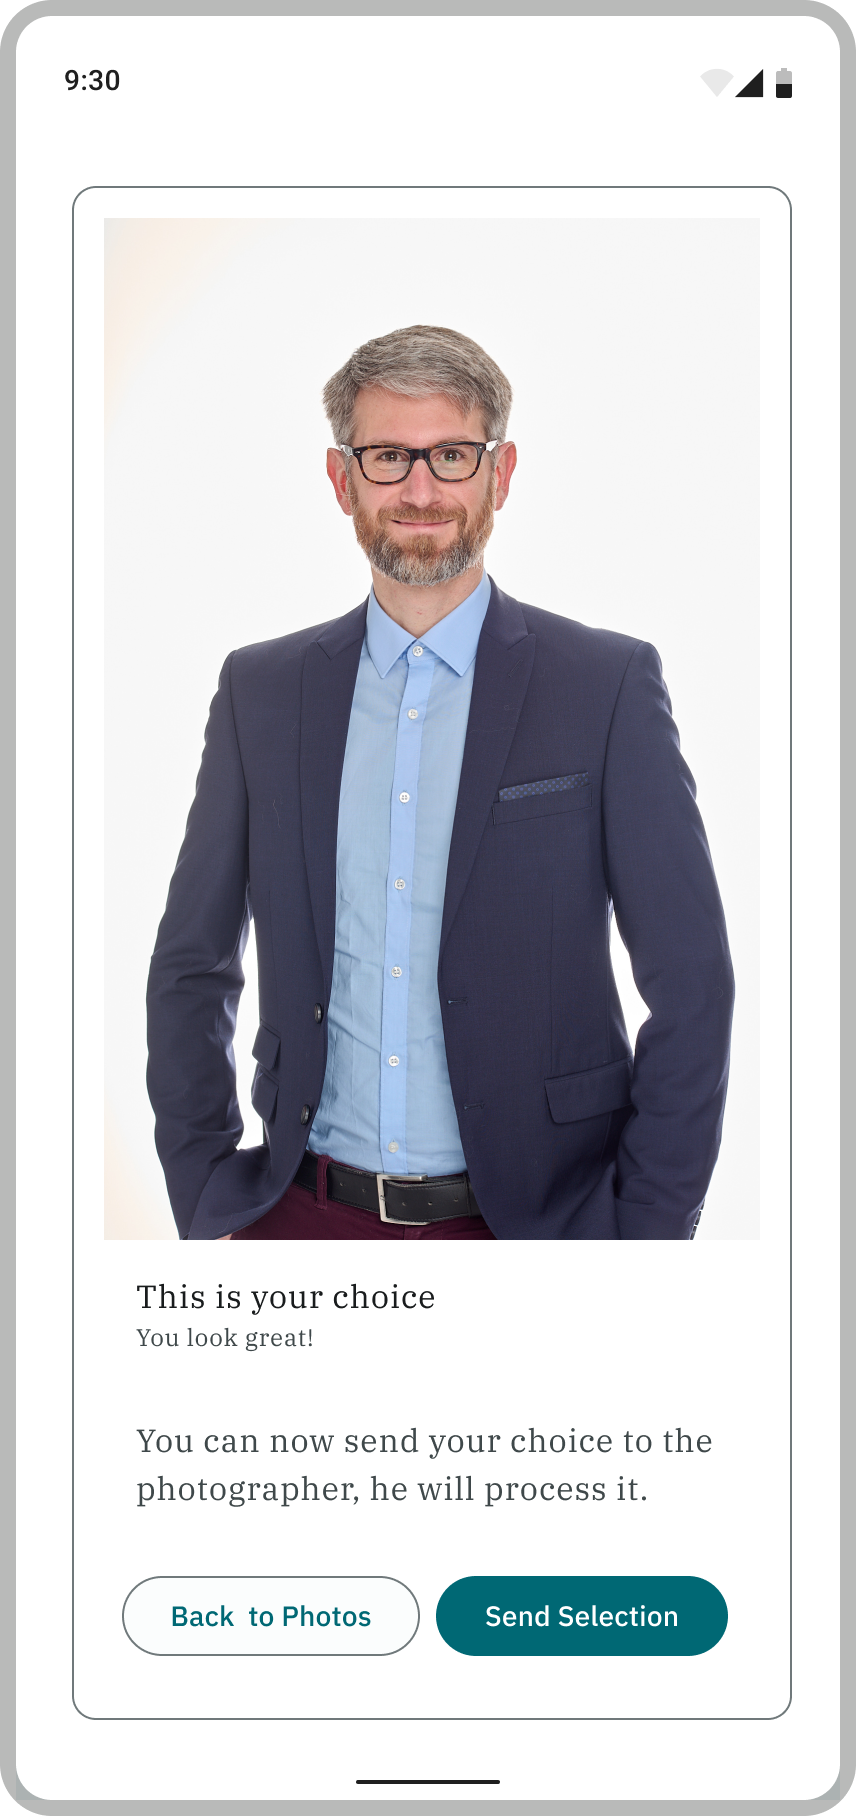 9:30
This is your choice
You look great!
You can now send your choice to the
photographer, he will process it.
Back  to Photos
Send Selection